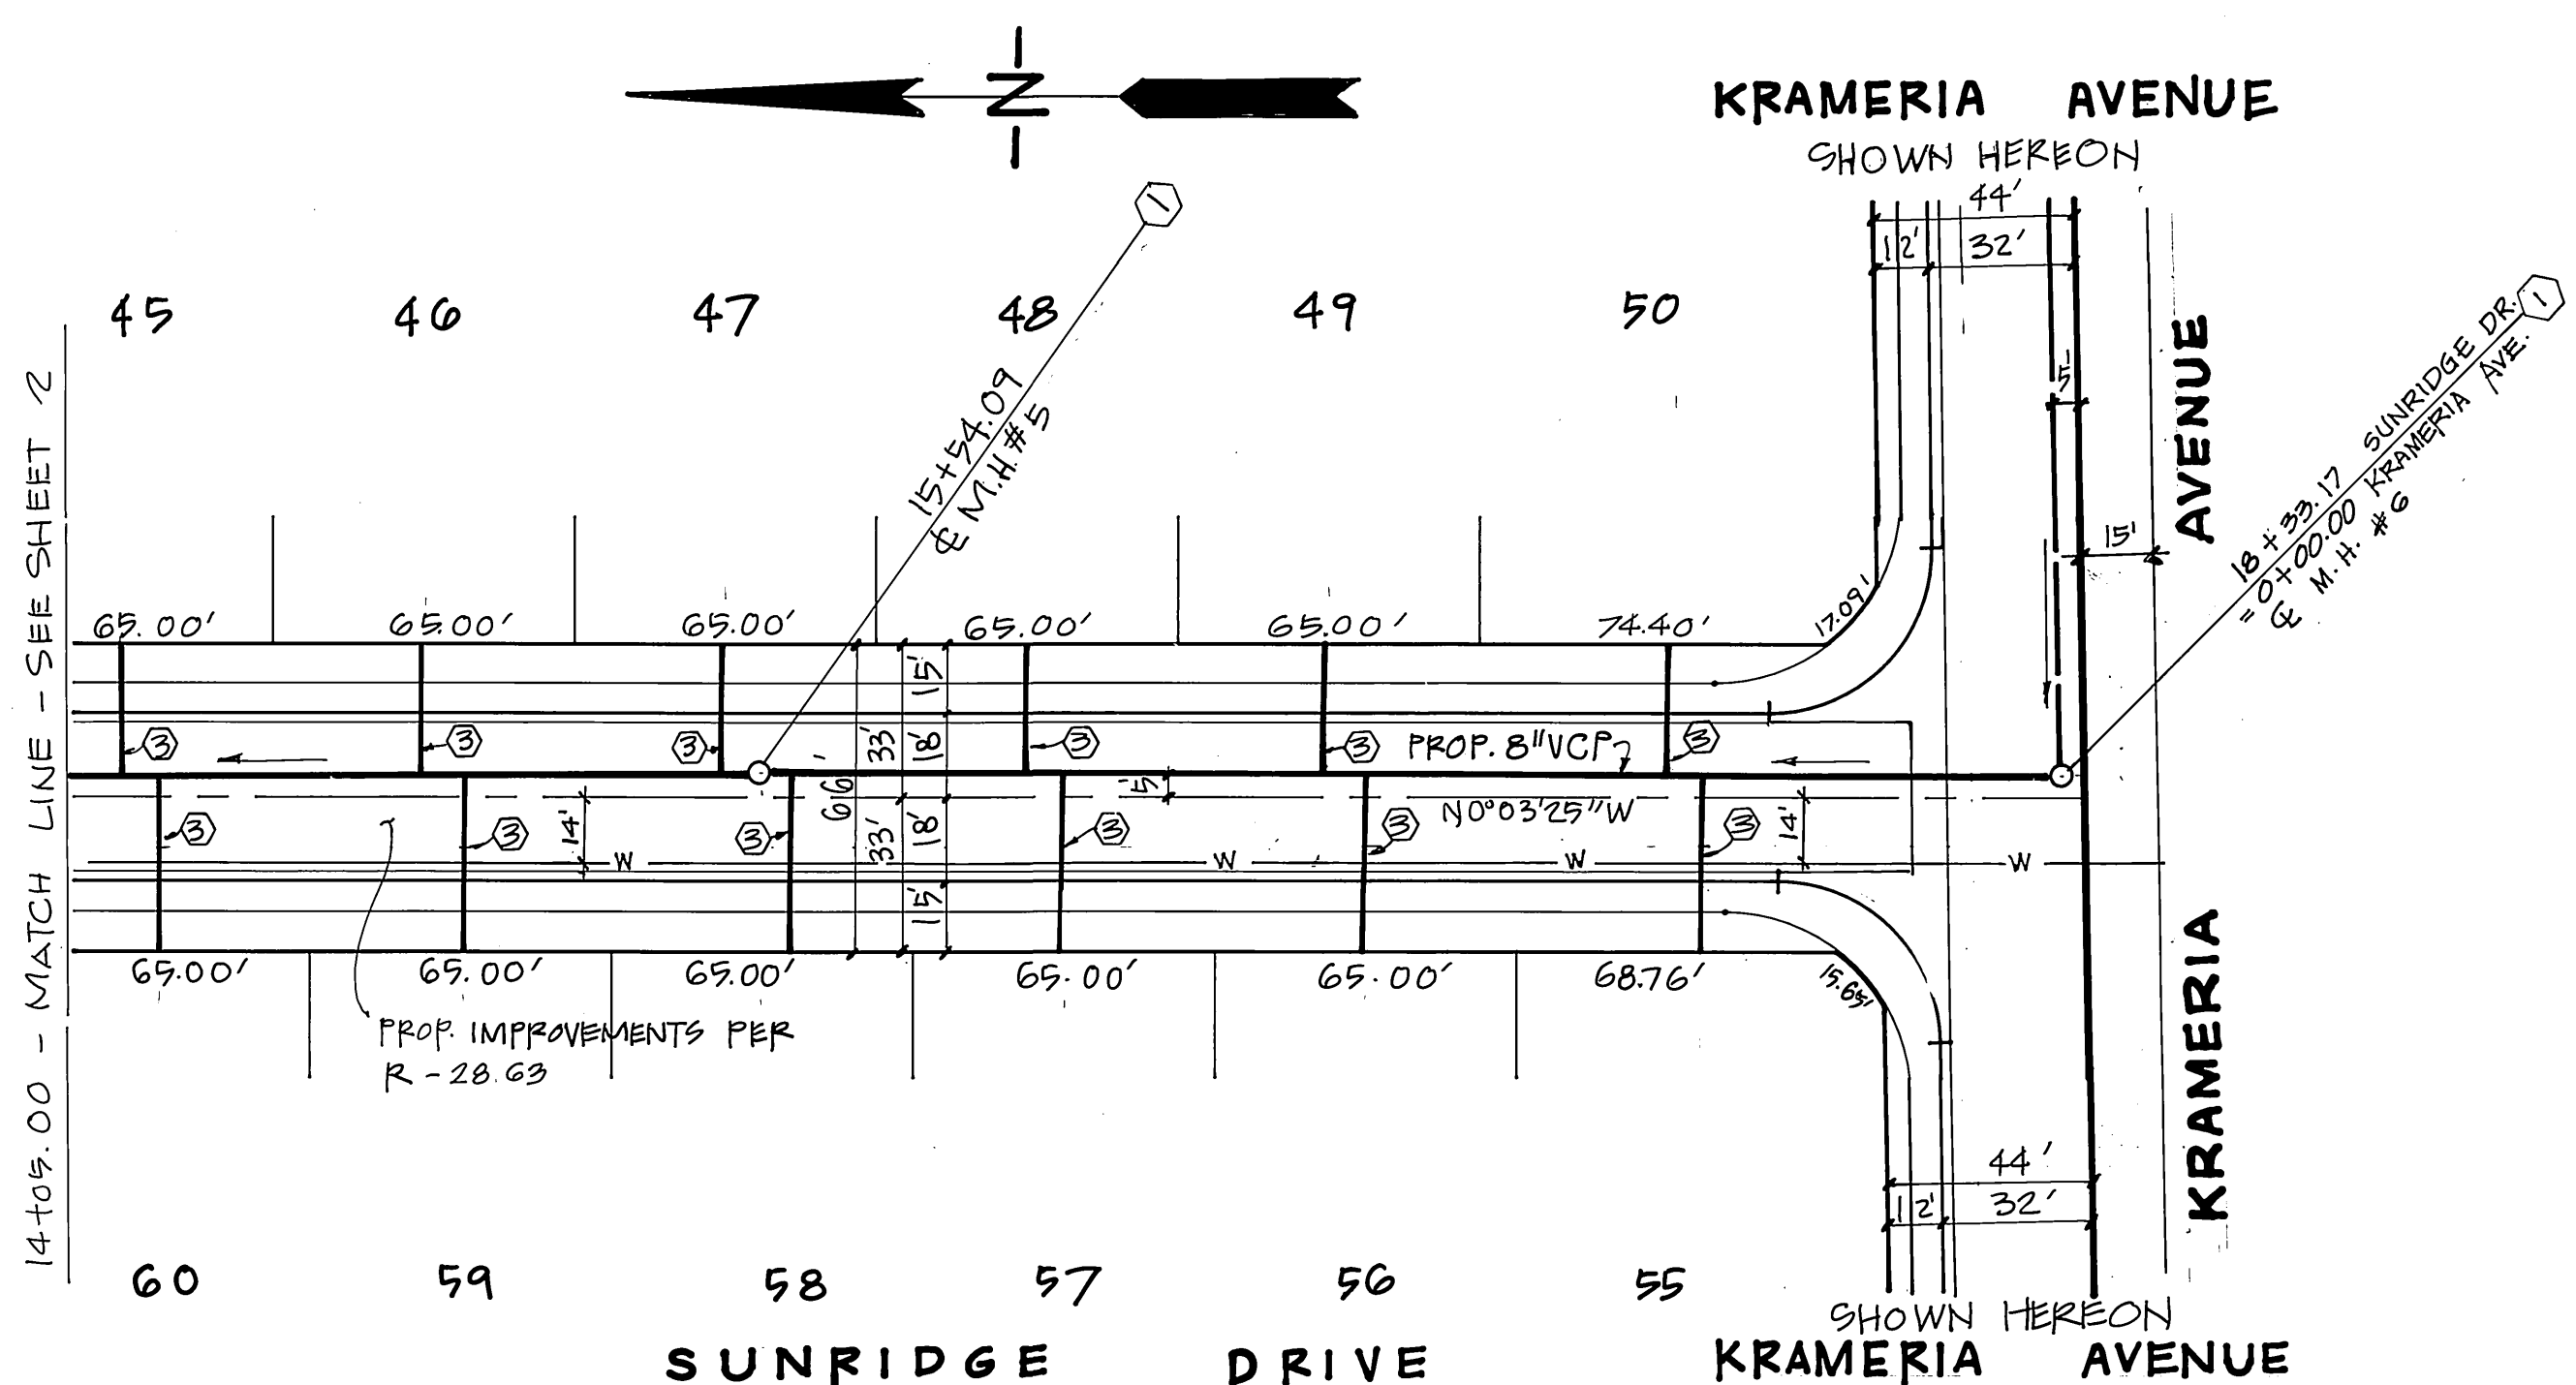 N
KRAMERIA AVENUE
SHOWN HEREON
44'
12' 32'
1
1
45 46 47 48 49 50
15+54.09
℄ M.H.#5
5'
15'
AVENUE
18+33.17 SUNRIDGE DR.
=0+00.00 KRAMERIA AVE.
℄ M.H. #6
14+05.00 - MATCH LINE - SEE SHEET 2
65.00' 65.00' 65.00' 65.00' 65.00' 74.40' 17.09'
15'
18'
33'
66'
3 3 3 3 3 3
PROP. 8" VCP
5'
N0°03'25"W
14' 14'
3 3 3 3 3 3
33'
18'
15'
W W W W
65.00' 65.00' 65.00' 65.00' 65.00' 68.76' 15.65'
PROP. IMPROVEMENTS PER
R-28.63
KRAMERIA
44'
12' 32'
60 59 58 57 56 55
SHOWN HEREON
SUNRIDGE DRIVE
KRAMERIA AVENUE